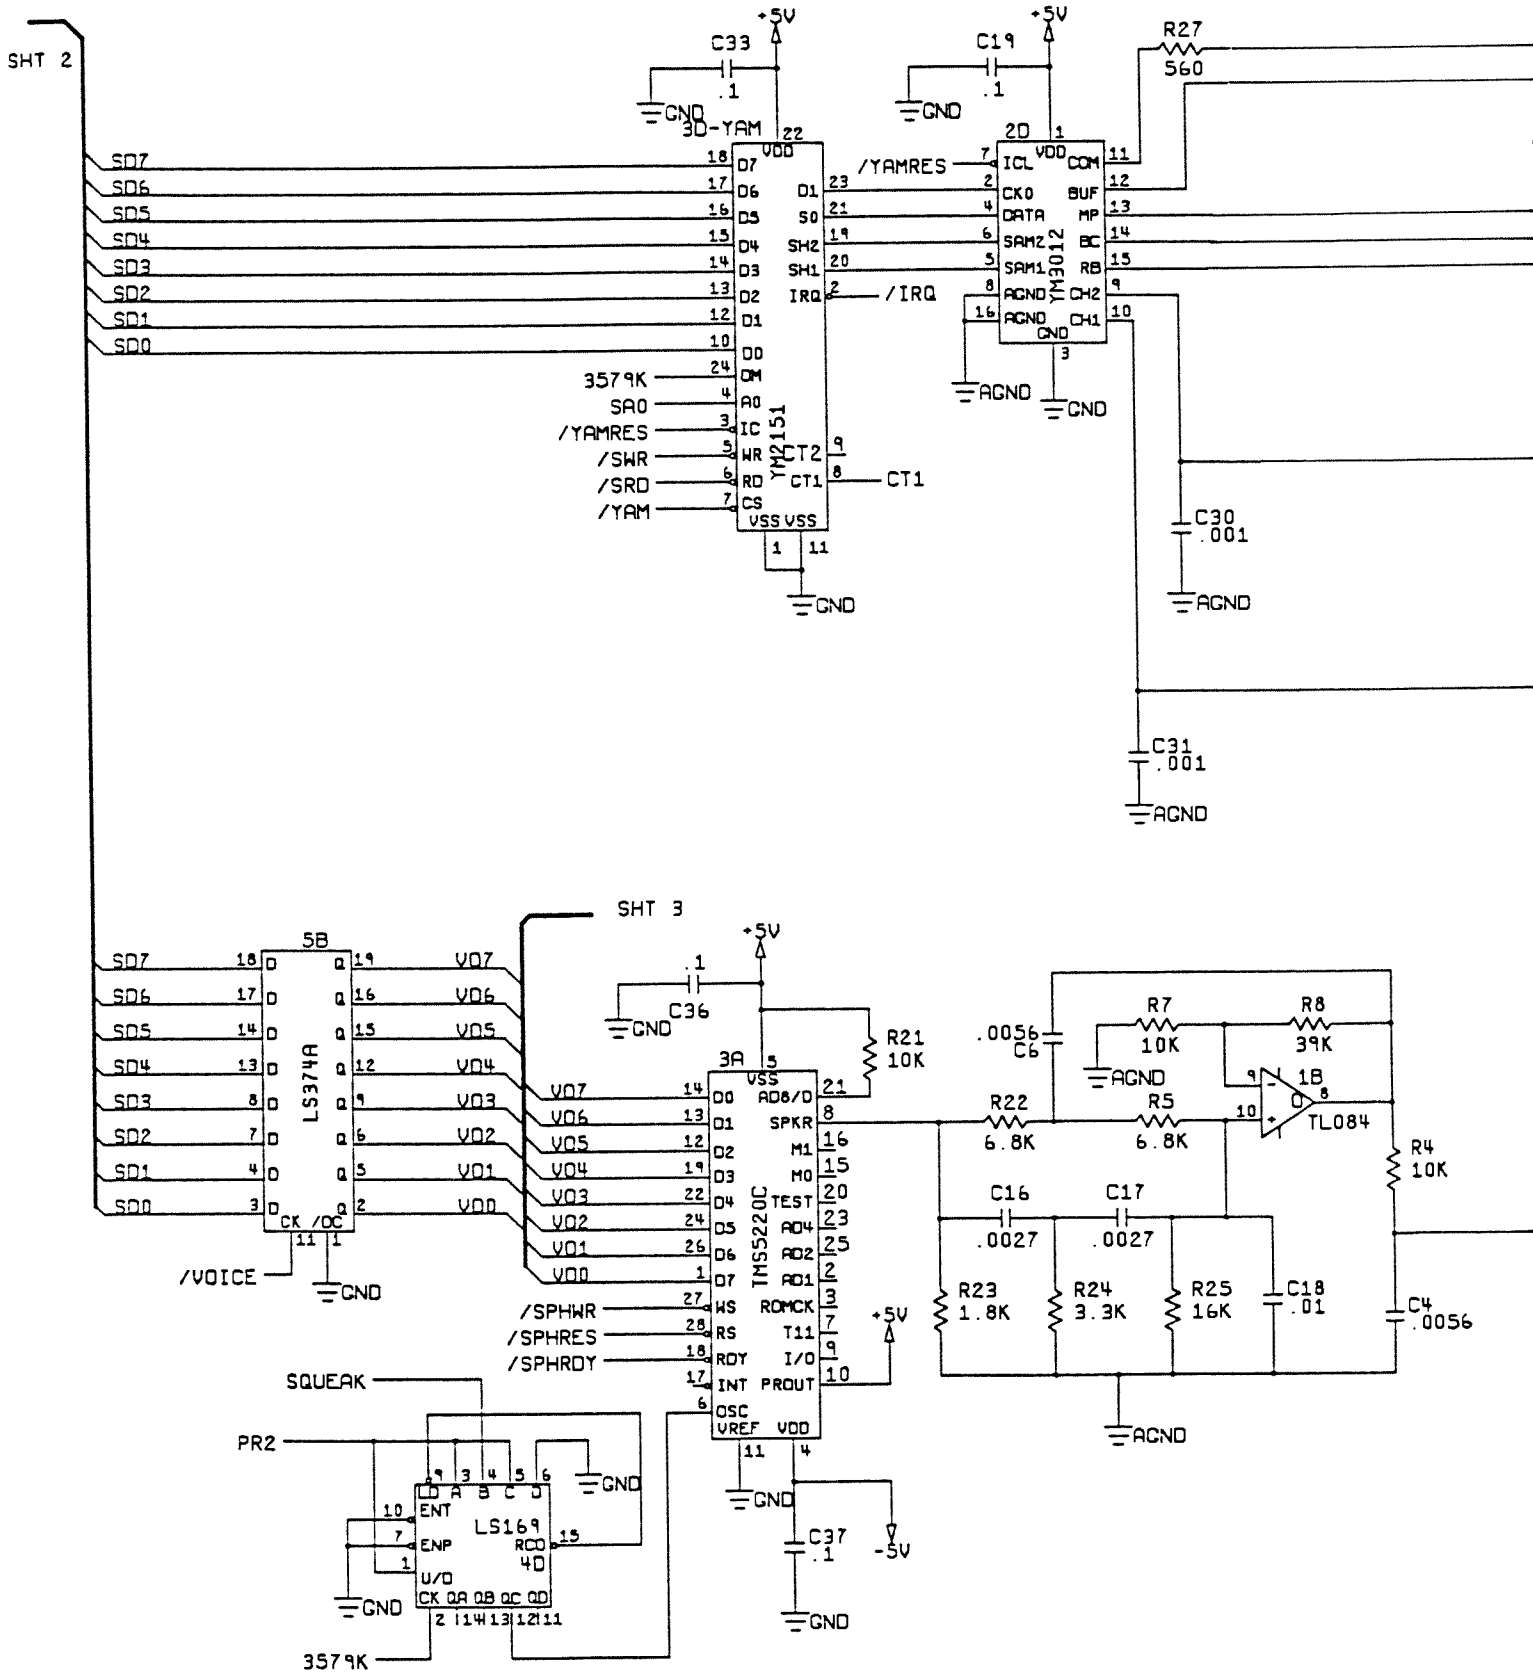 SHT 2
+5V
C33
.1
GND
3D-YAM
22
VDD
+5V
C19
.1
GND
2D
1
VDD
R27
560
SD7
SD6
SD5
SD4
SD3
SD2
SD1
SD0
18 D7
17 D6
16 D5
15 D4
14 D3
13 D2
12 D1
10 D0
3579K 24 OM
SA0 4 A0
/YAMRES 3 IC
/SWR 5 WR
/SRD 6 RD
/YAM 7 CS
YM2151
D1 23
SO 21
SH2 19
SH1 20
IRQ 2 /IRQ
CT2 9
CT1 8 CT1
VSS VSS
1 11
GND
/YAMRES 7 ICL
2 CKO
4 DATA
6 SAM2
5 SAM1
8 AGND
16 AGND
YM3012
COM 11
BUF 12
MP 13
BC 14
RB 15
CH2 9
CH1 10
GND
3
AGND
GND
C30
.001
AGND
C31
.001
AGND
SHT 3
5B
SD7 18 D Q 19 VD7
SD6 17 D Q 16 VD6
SD5 14 D Q 15 VD5
SD4 13 D Q 12 VD4
SD3 8 D Q 9 VD3
SD2 7 D Q 6 VD2
SD1 4 D Q 5 VD1
SD0 3 D Q 2 VD0
LS374A
CK /OC
11 1
/VOICE
GND
+5V
.1
C36
GND
R21
10K
3A
5
VSS
VD7 14 D0
VD6 13 D1
VD5 12 D2
VD4 19 D3
VD3 22 D4
VD2 24 D5
VD1 26 D6
VD0 1 D7
/SPHWR 27 WS
/SPHRES 28 RS
/SPHRDY 18 RDY
17 INT
6 OSC
TMS5220C
AD8/D 21
SPKR 8
M1 16
M0 15
TEST 20
AD4 23
AD2 25
AD1 2
ROMCK 3
T11 7
I/O 9
PROUT 10
+5V
VREF VDD
11 4
GND
C37
.1
-5V
GND
.0056
C6
R7
10K
R8
39K
AGND
R22
6.8K
R5
6.8K
9 -
10 +
1B
8
TL084
R4
10K
C16
.0027
C17
.0027
R23
1.8K
R24
3.3K
R25
16K
C18
.01
C4
.0056
AGND
SQUEAK
PR2
9 3 4 5 6
LD A B C D
GND
10 ENT
7 ENP
1 U/D
LS169
RCO 15
4D
CK QA QB QC QD
2 14 13 12 11
GND
3579K